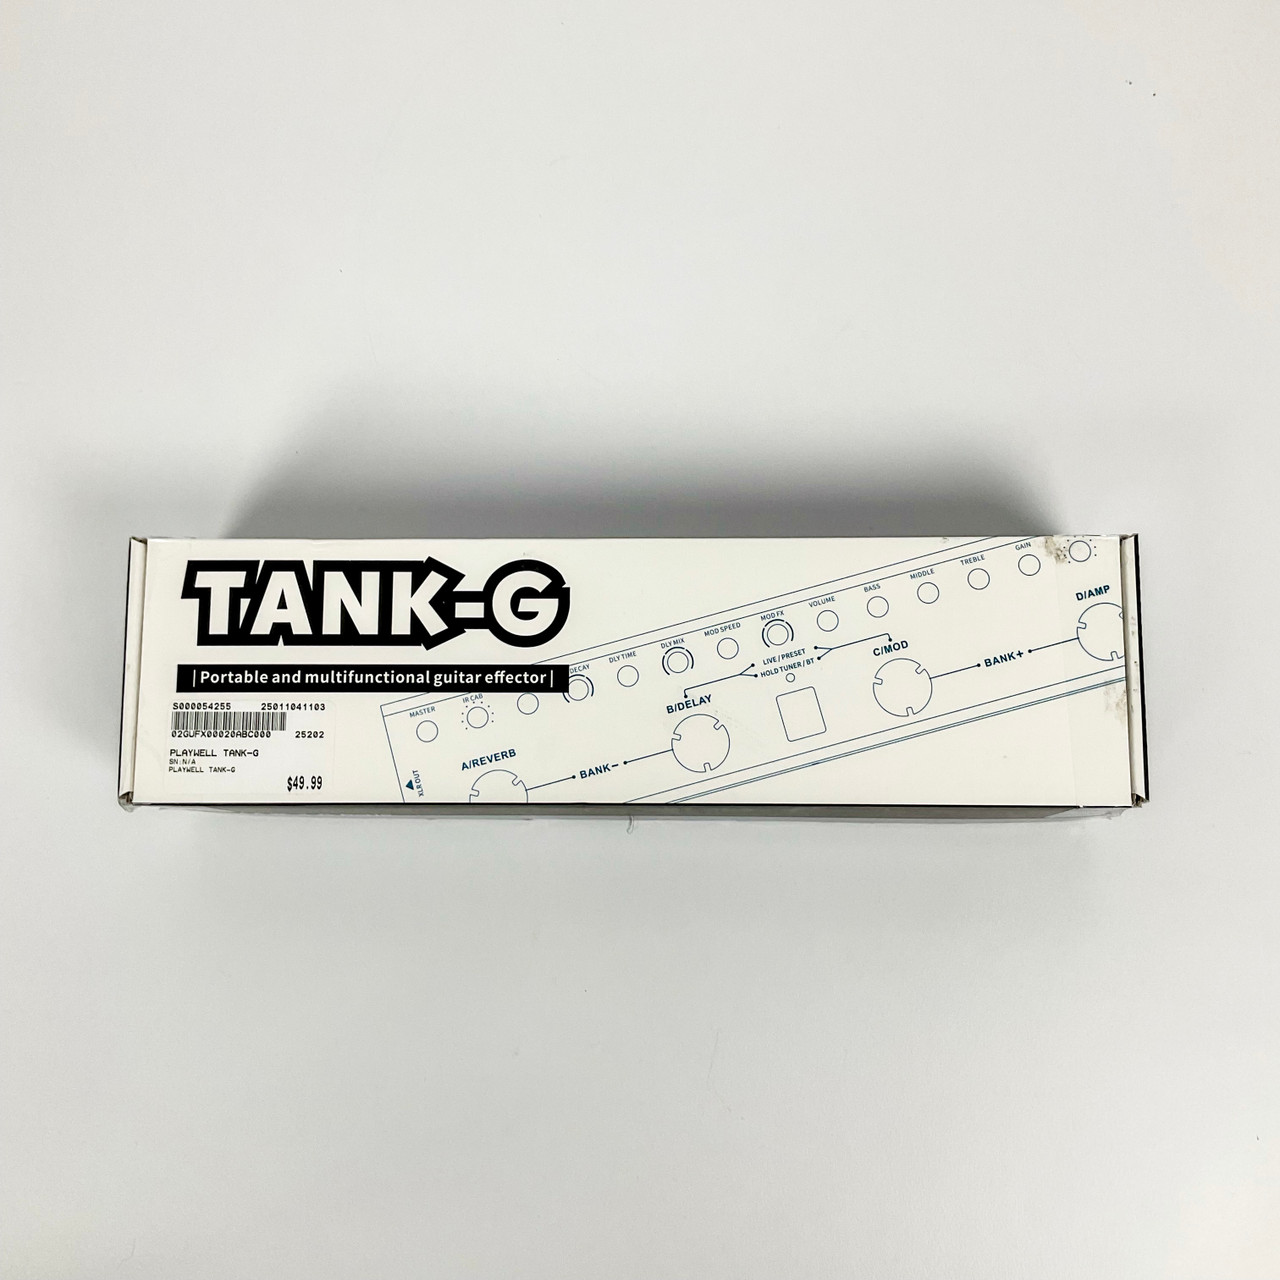 TANK-G
|Portable and multifunctional guitar effector|
S000054255 25011041103
02GUFX00020ABC000 25202
PLAYWELL TANK-G
SN:N/A
PLAYWELL TANK-G
$49.99
MASTER
IR CAB
DECAY
DLY TIME
DLY MIX
MOD SPEED
MOD FX
VOLUME
BASS
MIDDLE
TREBLE
GAIN
LIVE / PRESET
HOLD TUNER / BT
A/REVERB
BANK−
B/DELAY
C/MOD
BANK+
D/AMP
XLR OUT